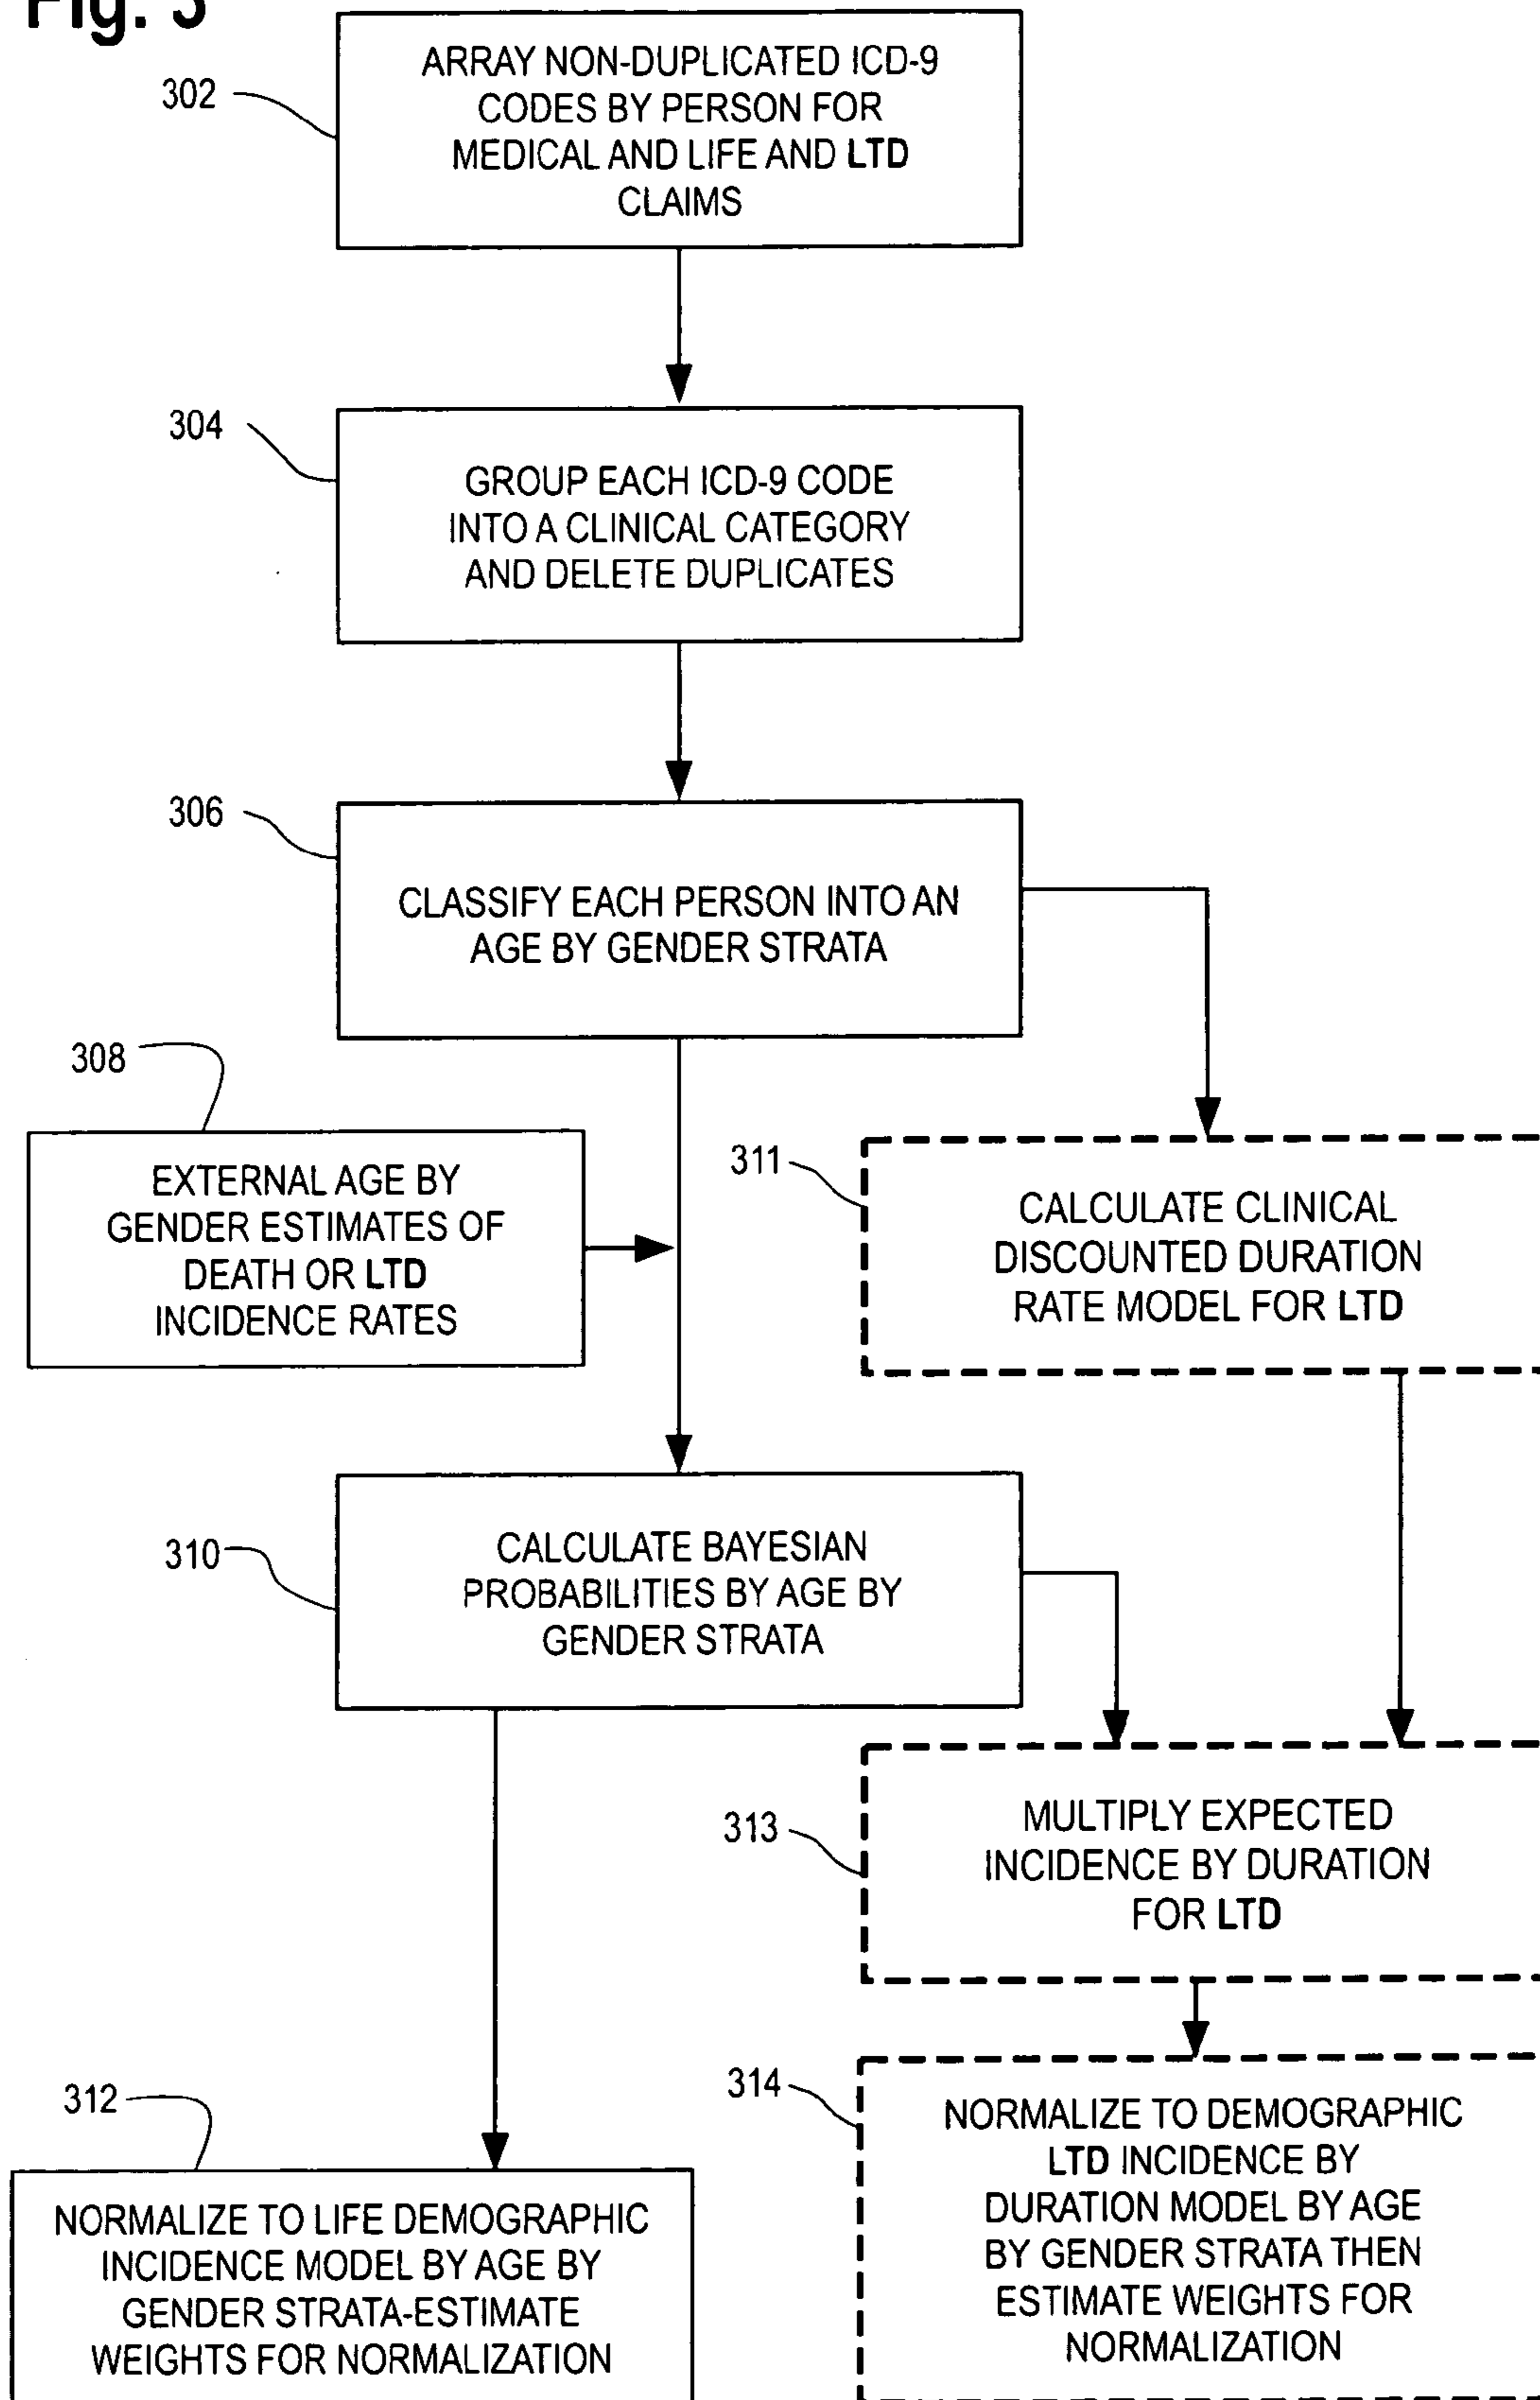 Fig. 3
302
ARRAY NON-DUPLICATED ICD-9
CODES BY PERSON FOR
MEDICAL AND LIFE AND LTD
CLAIMS
304
GROUP EACH ICD-9 CODE
INTO A CLINICAL CATEGORY
AND DELETE DUPLICATES
306
CLASSIFY EACH PERSON INTO AN
AGE BY GENDER STRATA
308
EXTERNAL AGE BY
GENDER ESTIMATES OF
DEATH OR LTD
INCIDENCE RATES
311
CALCULATE CLINICAL
DISCOUNTED DURATION
RATE MODEL FOR LTD
310
CALCULATE BAYESIAN
PROBABILITIES BY AGE BY
GENDER STRATA
313
MULTIPLY EXPECTED
INCIDENCE BY DURATION
FOR LTD
312
NORMALIZE TO LIFE DEMOGRAPHIC
INCIDENCE MODEL BY AGE BY
GENDER STRATA-ESTIMATE
WEIGHTS FOR NORMALIZATION
314
NORMALIZE TO DEMOGRAPHIC
LTD INCIDENCE BY
DURATION MODEL BY AGE
BY GENDER STRATA THEN
ESTIMATE WEIGHTS FOR
NORMALIZATION